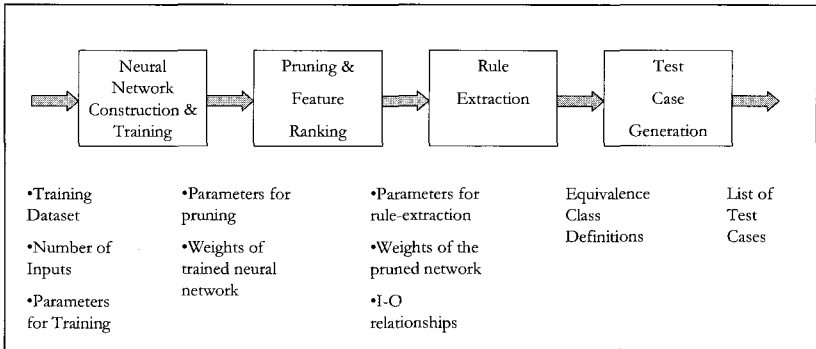 Neural
Network
Construction &
Training
Pruning &
Feature
Ranking
Rule
Extraction
Test
Case
Generation
•Training
Dataset
•Number of
Inputs
•Parameters
for Training
•Parameters for
pruning
•Weights of
trained neural
network
•Parameters for
rule-extraction
•Weights of the
pruned network
•I-O
relationships
Equivalence
Class
Definitions
List of
Test
Cases